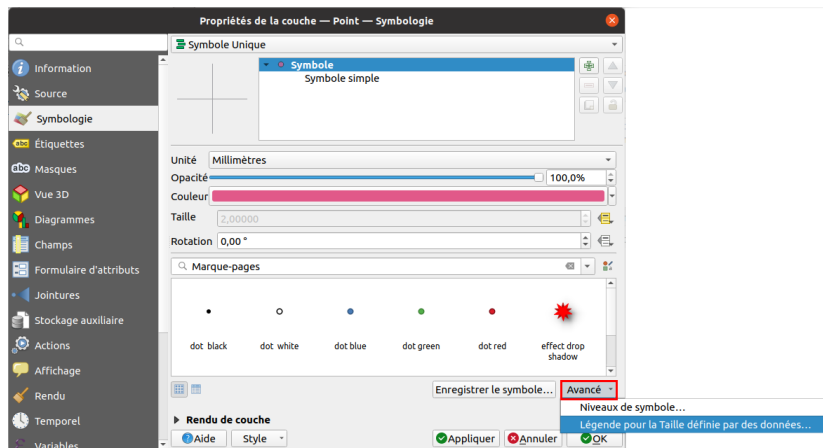 Propriétés de la couche — Point — Symbologie
Symbole Unique
Information
Source
Symbologie
abc Étiquettes
abc Masques
Vue 3D
Diagrammes
Champs
Formulaire d'attributs
Jointures
Stockage auxiliaire
Actions
Affichage
Rendu
Temporel
Variables
Symbole
Symbole simple
Unité Millimètres
Opacité 100,0%
Couleur
Taille 2,00000
Rotation 0,00 °
Marque-pages
dot black dot white dot blue dot green dot red effect drop
shadow
Enregistrer le symbole... Avancé
Niveaux de symbole...
Légende pour la Taille définie par des données...
Rendu de couche
Aide Style Appliquer Annuler OK